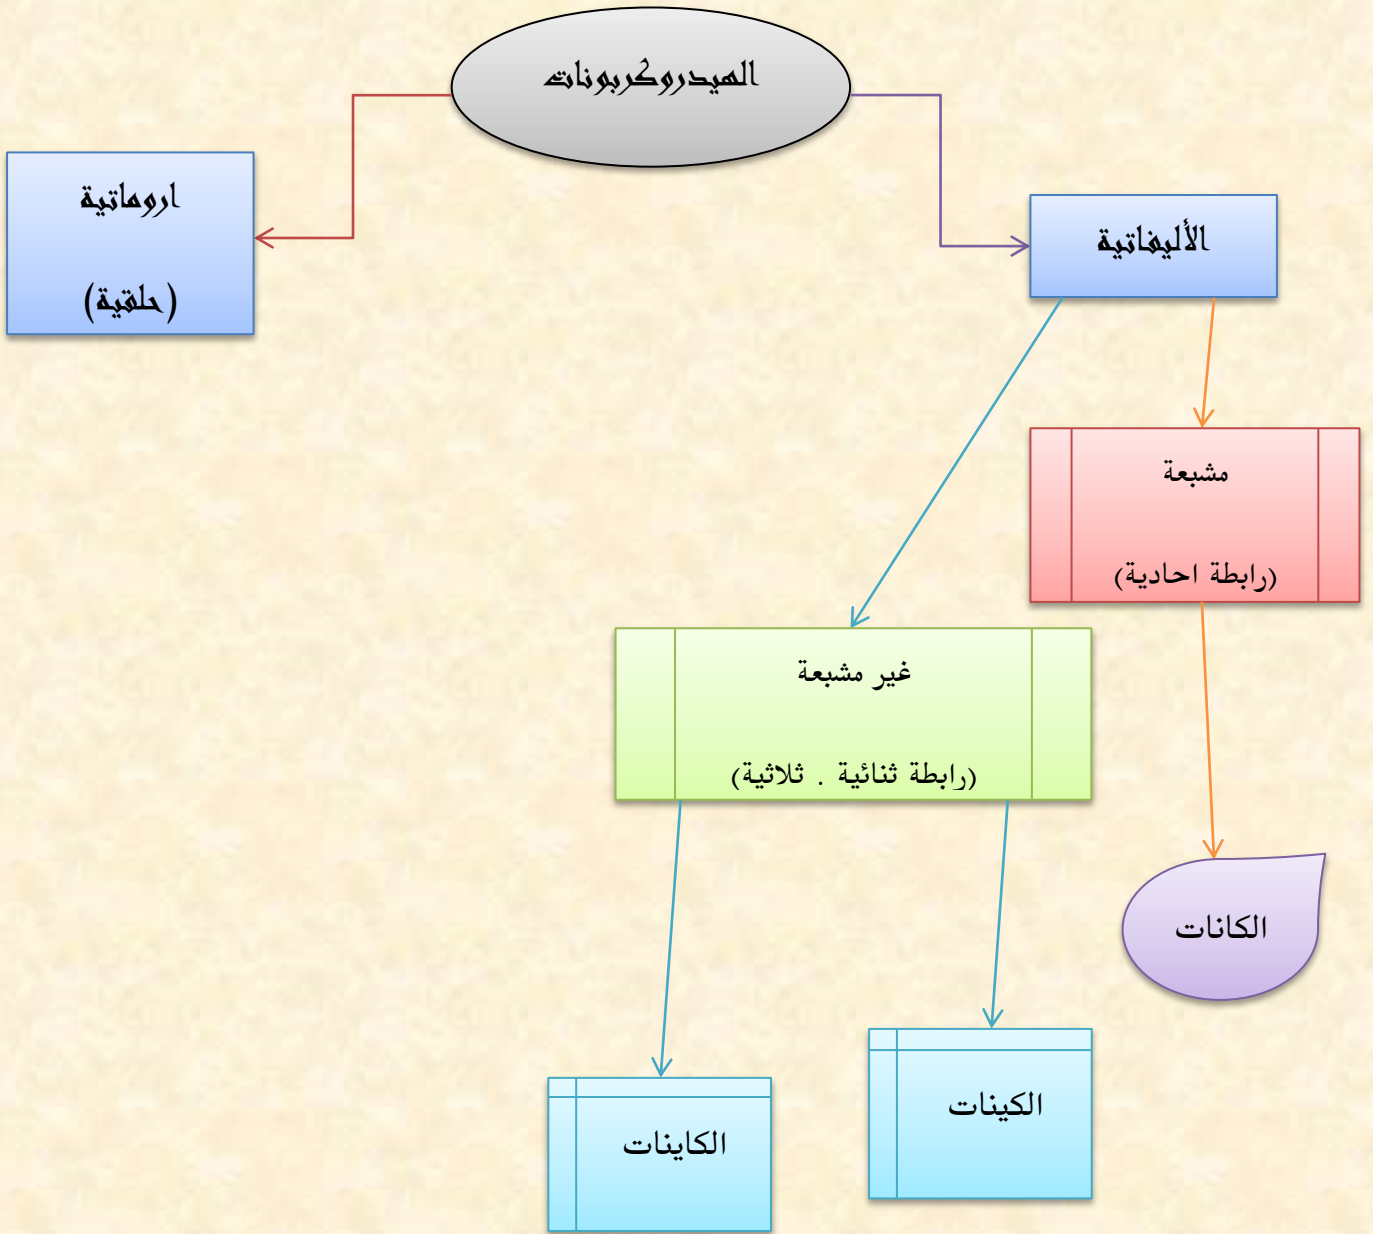 الهيدروكربونات
الأليفاتية
اروماتية
(حلقية)
مشبعة
(رابطة احادية)
غير مشبعة
(رابطة ثنائية . ثلاثية)
الكانات
الكينات
الكاينات